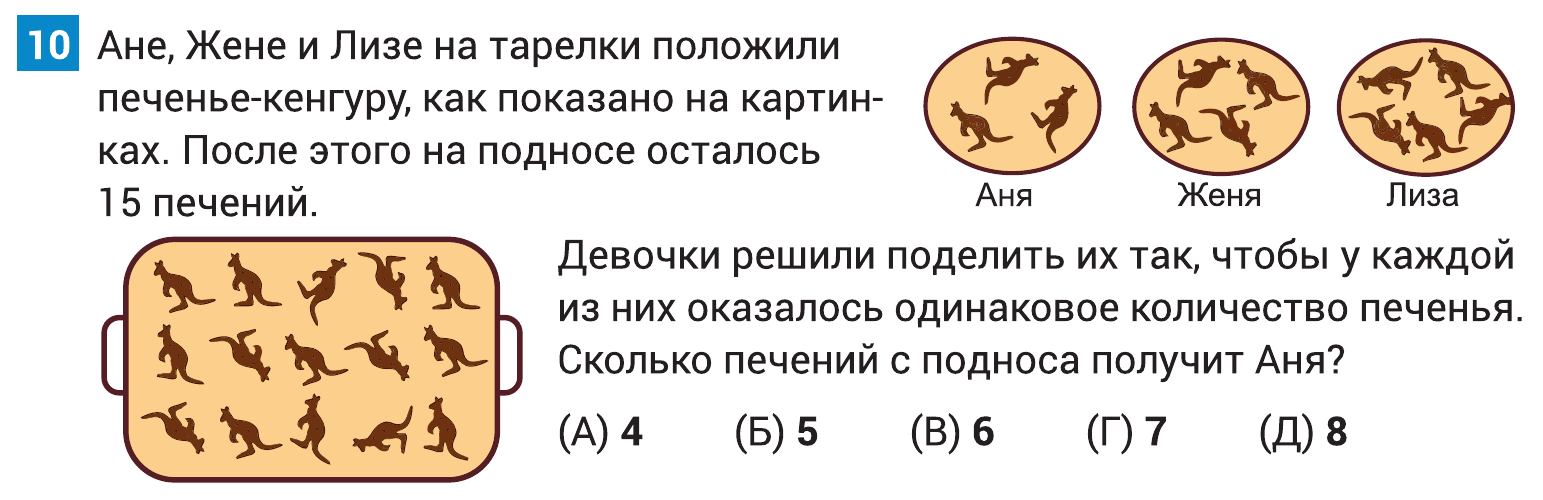 10 Ане, Жене и Лизе на тарелки положили
печенье-кенгуру, как показано на картин-
ках. После этого на подносе осталось
15 печений.
Аня Женя Лиза
Девочки решили поделить их так, чтобы у каждой
из них оказалось одинаковое количество печенья.
Сколько печений с подноса получит Аня?
(А) 4 (Б) 5 (В) 6 (Г) 7 (Д) 8